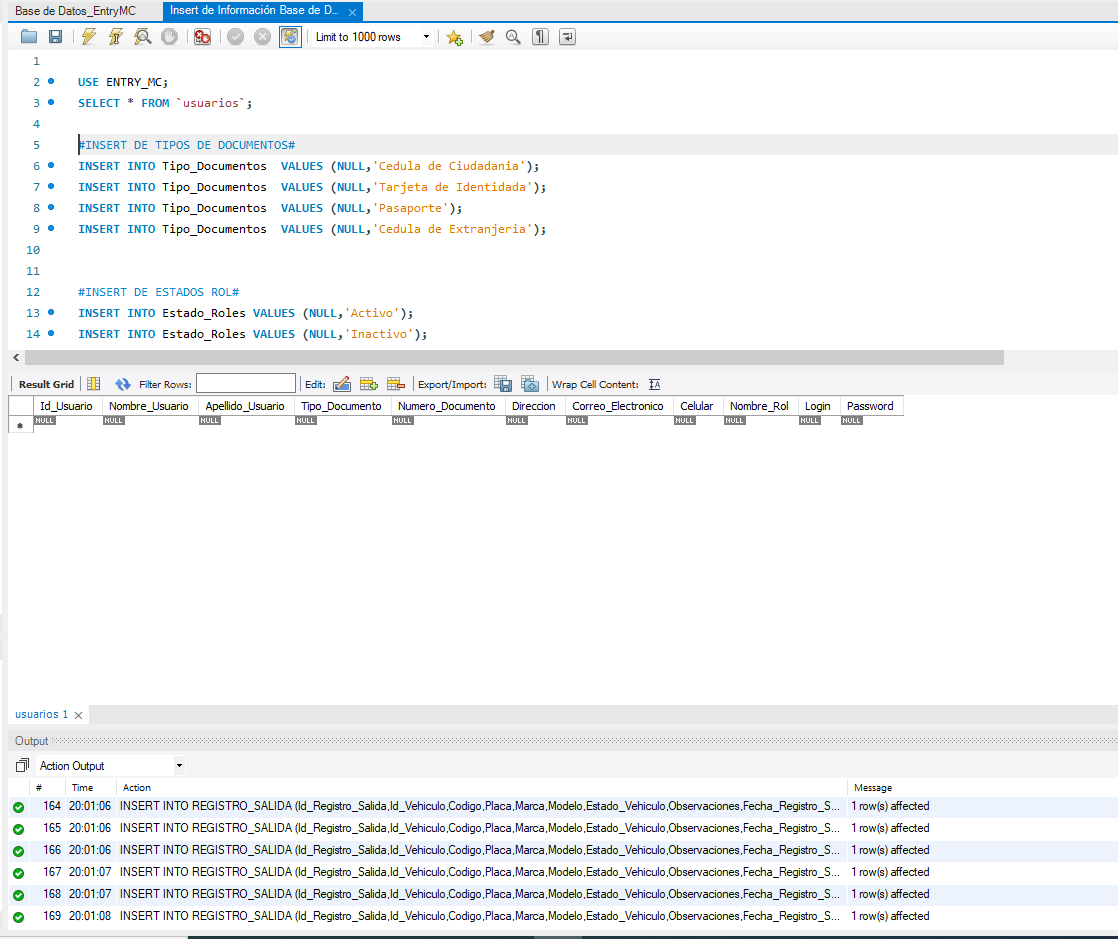 Base de Datos_EntryMC Insert de Información Base de D...
Limit to 1000 rows
1
2 USE ENTRY_MC;
3 SELECT * FROM `usuarios`;
4
5 #INSERT DE TIPOS DE DOCUMENTOS#
6 INSERT INTO Tipo_Documentos  VALUES (NULL,'Cedula de Ciudadania');
7 INSERT INTO Tipo_Documentos  VALUES (NULL,'Tarjeta de Identidada');
8 INSERT INTO Tipo_Documentos  VALUES (NULL,'Pasaporte');
9 INSERT INTO Tipo_Documentos  VALUES (NULL,'Cedula de Extranjeria');
10
11
12 #INSERT DE ESTADOS ROL#
13 INSERT INTO Estado_Roles VALUES (NULL,'Activo');
14 INSERT INTO Estado_Roles VALUES (NULL,'Inactivo');
Result Grid Filter Rows: Edit: Export/Import: Wrap Cell Content:
Id_Usuario Nombre_Usuario Apellido_Usuario Tipo_Documento Numero_Documento Direccion Correo_Electronico Celular Nombre_Rol Login Password
NULL NULL NULL NULL NULL NULL NULL NULL NULL NULL NULL
usuarios 1
Output
Action Output
# Time Action Message
164 20:01:06 INSERT INTO REGISTRO_SALIDA (Id_Registro_Salida,Id_Vehiculo,Codigo,Placa,Marca,Modelo,Estado_Vehiculo,Observaciones,Fecha_Registro_S... 1 row(s) affected
165 20:01:06 INSERT INTO REGISTRO_SALIDA (Id_Registro_Salida,Id_Vehiculo,Codigo,Placa,Marca,Modelo,Estado_Vehiculo,Observaciones,Fecha_Registro_S... 1 row(s) affected
166 20:01:06 INSERT INTO REGISTRO_SALIDA (Id_Registro_Salida,Id_Vehiculo,Codigo,Placa,Marca,Modelo,Estado_Vehiculo,Observaciones,Fecha_Registro_S... 1 row(s) affected
167 20:01:07 INSERT INTO REGISTRO_SALIDA (Id_Registro_Salida,Id_Vehiculo,Codigo,Placa,Marca,Modelo,Estado_Vehiculo,Observaciones,Fecha_Registro_S... 1 row(s) affected
168 20:01:07 INSERT INTO REGISTRO_SALIDA (Id_Registro_Salida,Id_Vehiculo,Codigo,Placa,Marca,Modelo,Estado_Vehiculo,Observaciones,Fecha_Registro_S... 1 row(s) affected
169 20:01:08 INSERT INTO REGISTRO_SALIDA (Id_Registro_Salida,Id_Vehiculo,Codigo,Placa,Marca,Modelo,Estado_Vehiculo,Observaciones,Fecha_Registro_S... 1 row(s) affected